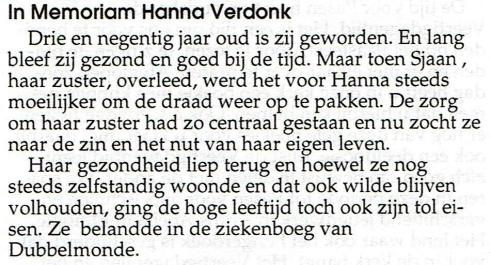 In Memoriam Hanna Verdonk
Drie en negentig jaar oud is zij geworden. En lang
bleef zij gezond en goed bij de tijd. Maar toen Sjaan ,
haar zuster, overleed, werd het voor Hanna steeds
moeilijker om de draad weer op te pakken. De zorg
om haar zuster had zo centraal gestaan en nu zocht ze
naar de zin en het nut van haar eigen leven.
Haar gezondheid liep terug en hoewel ze nog
steeds zelfstandig woonde en dat ook wilde blijven
volhouden, ging de hoge leeftijd toch ook zijn tol ei-
sen. Ze belandde in de ziekenboeg van
Dubbelmonde.